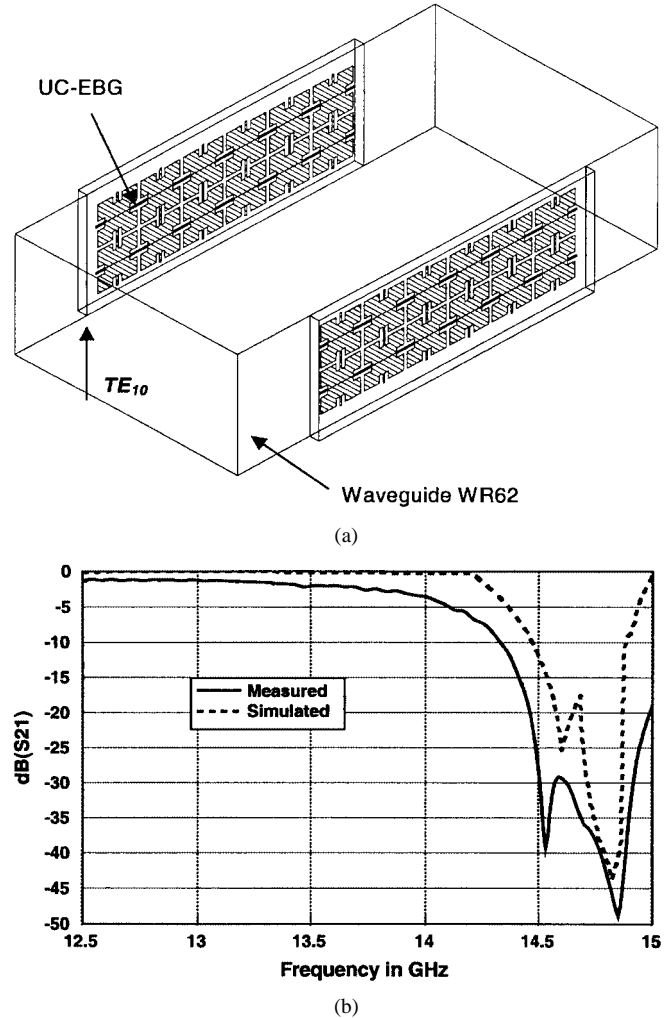 UC-EBG
TE10
Waveguide WR62
(a)
0
-5
-10
-15
-20
-25
-30
-35
-40
-45
-50
dB(S21)
Measured
Simulated
12.5 13 13.5 14 14.5 15
Frequency in GHz
(b)